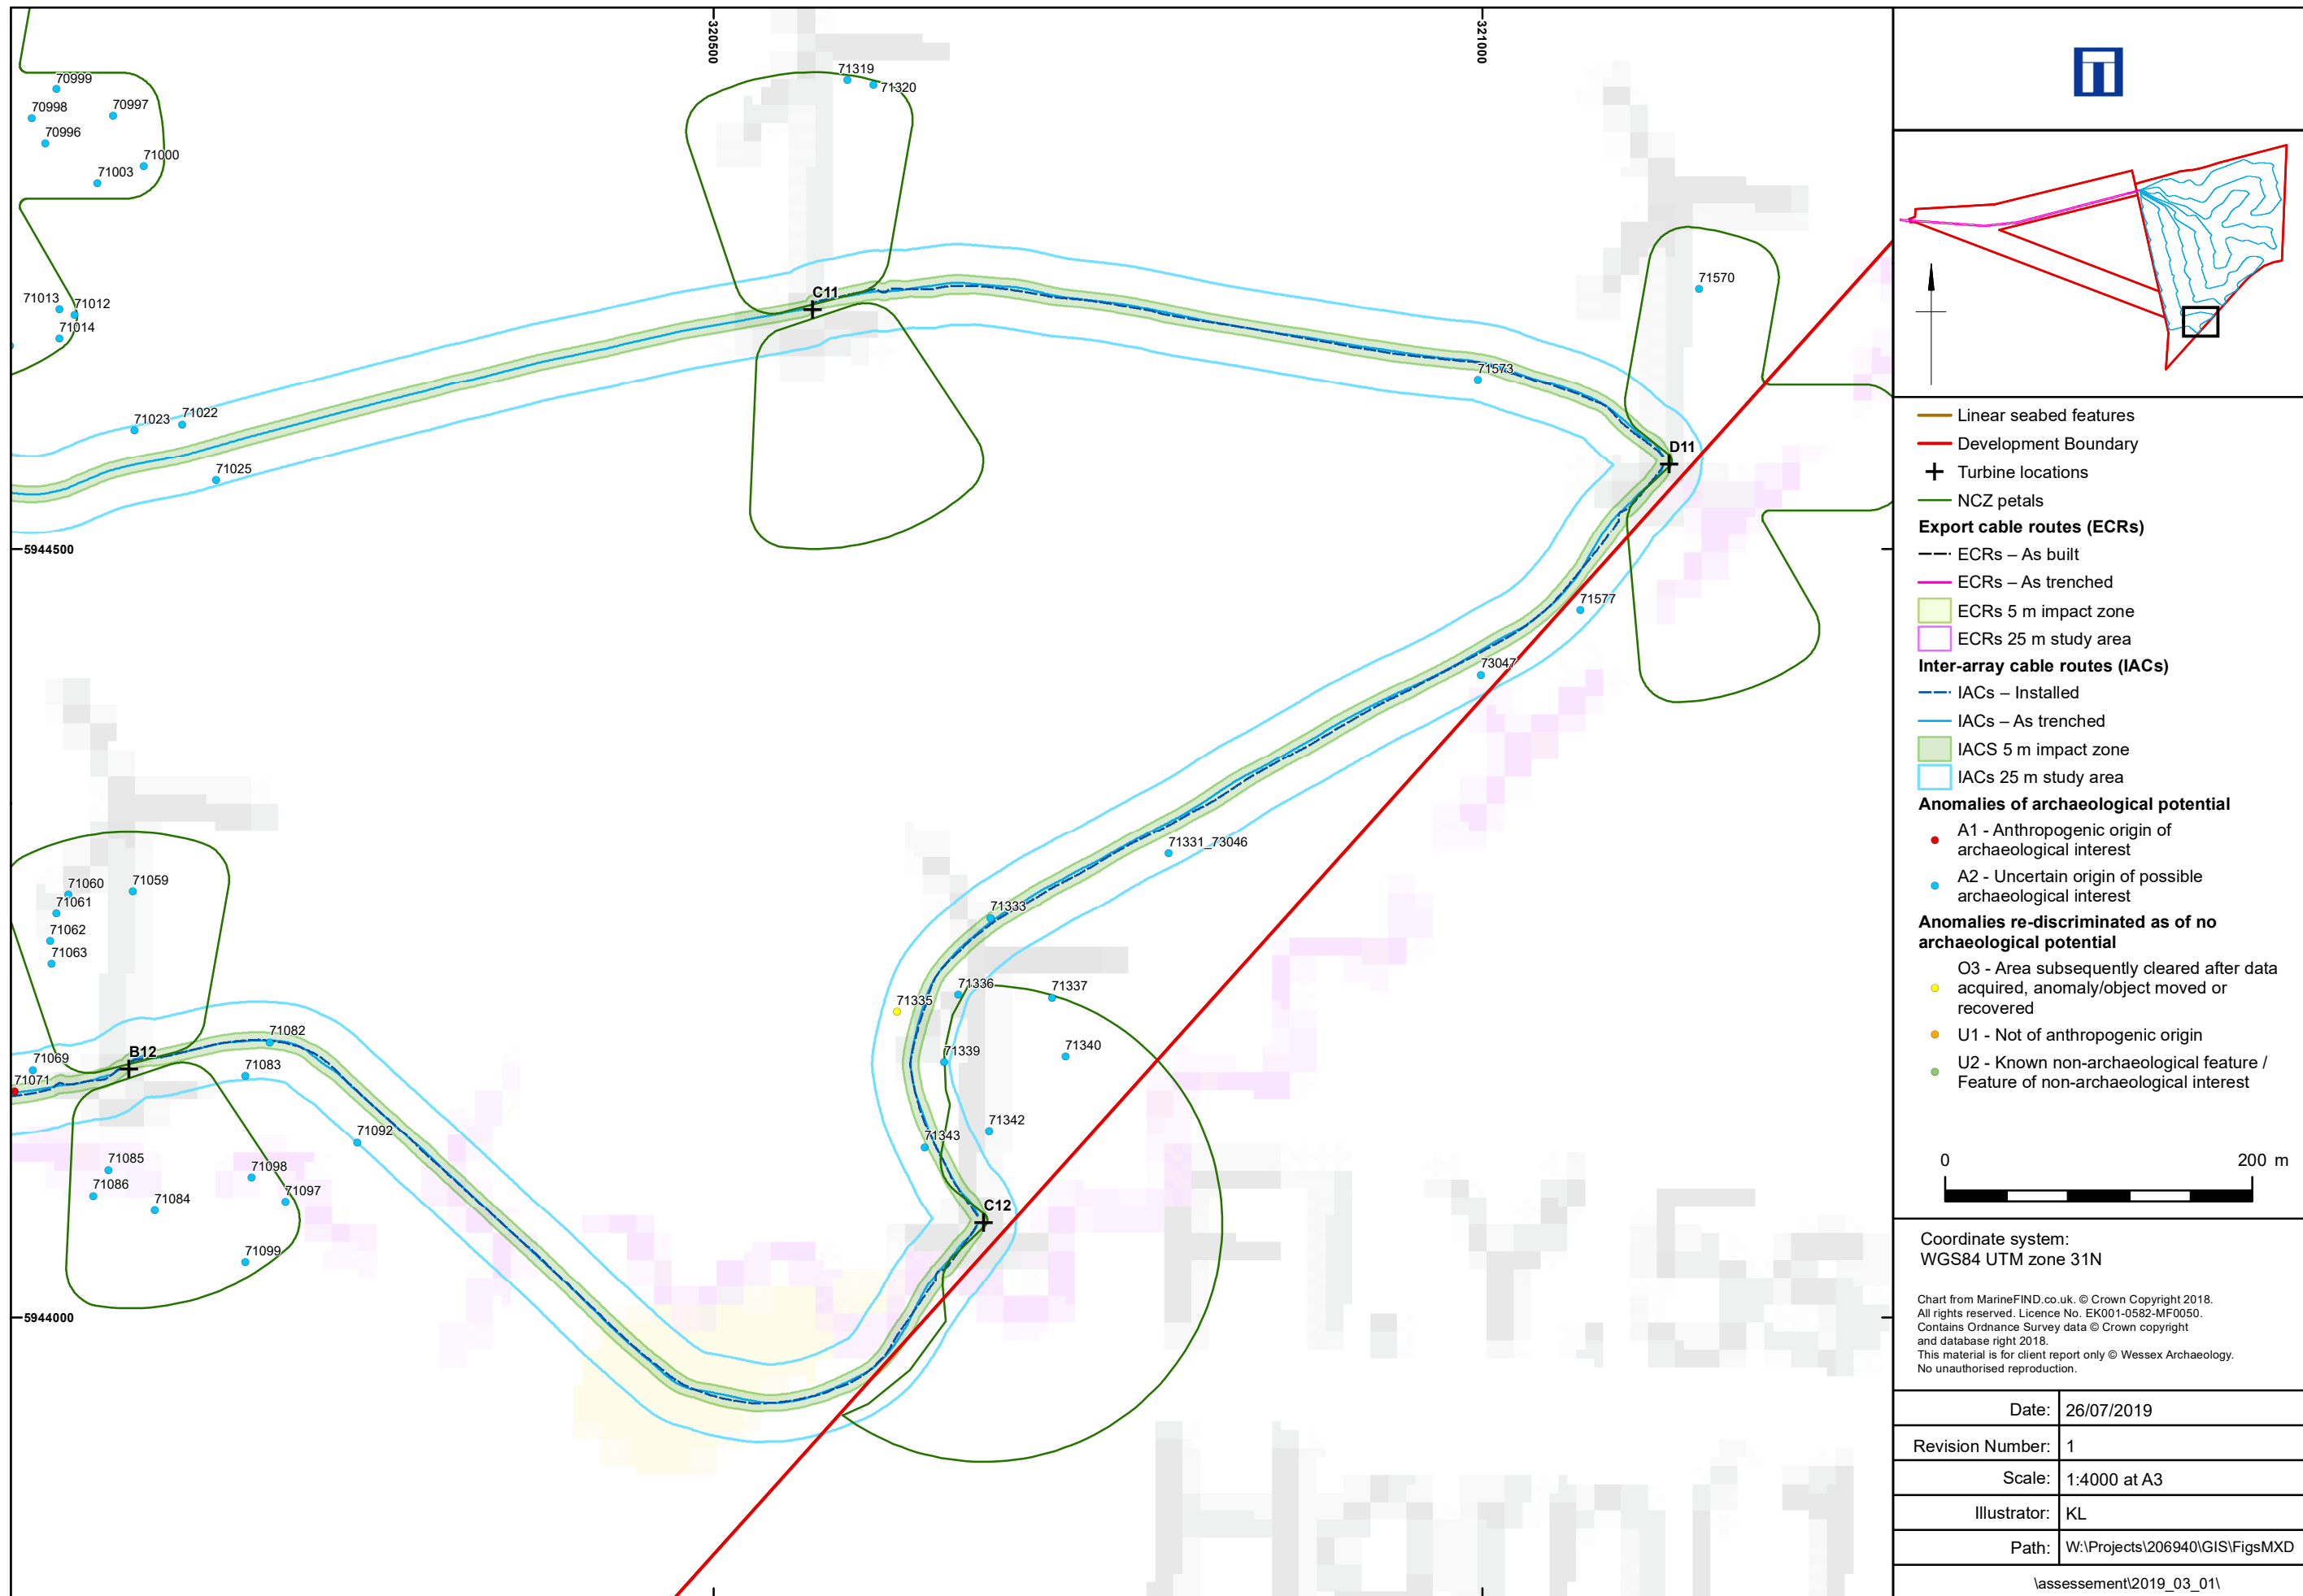 320500
321000
70999
70998
70997
70996
71000
71003
71013
71012
71014
71319
71320
C11
71570
71573
D11
71023
71022
71025
5944500
71577
73047
71331_73046
71333
71060
71059
71061
71062
71063
71336
71337
71335
71339
71340
71069
B12
71082
71071
71083
71092
71342
71343
71085
71098
71086
71084
71097
71099
C12
5944000
Linear seabed features
Development Boundary
Turbine locations
NCZ petals
Export cable routes (ECRs)
ECRs – As built
ECRs – As trenched
ECRs 5 m impact zone
ECRs 25 m study area
Inter-array cable routes (IACs)
IACs – Installed
IACs – As trenched
IACS 5 m impact zone
IACs 25 m study area
Anomalies of archaeological potential
A1 - Anthropogenic origin of
archaeological interest
A2 - Uncertain origin of possible
archaeological interest
Anomalies re-discriminated as of no
archaeological potential
O3 - Area subsequently cleared after data
acquired, anomaly/object moved or
recovered
U1 - Not of anthropogenic origin
U2 - Known non-archaeological feature /
Feature of non-archaeological interest
0 200 m
Coordinate system:
WGS84 UTM zone 31N
Chart from MarineFIND.co.uk. © Crown Copyright 2018.
All rights reserved. Licence No. EK001-0582-MF0050.
Contains Ordnance Survey data © Crown copyright
and database right 2018.
This material is for client report only © Wessex Archaeology.
No unauthorised reproduction.
Date: 26/07/2019
Revision Number: 1
Scale: 1:4000 at A3
Illustrator: KL
Path: W:\Projects\206940\GIS\FigsMXD
\assessement\2019_03_01\